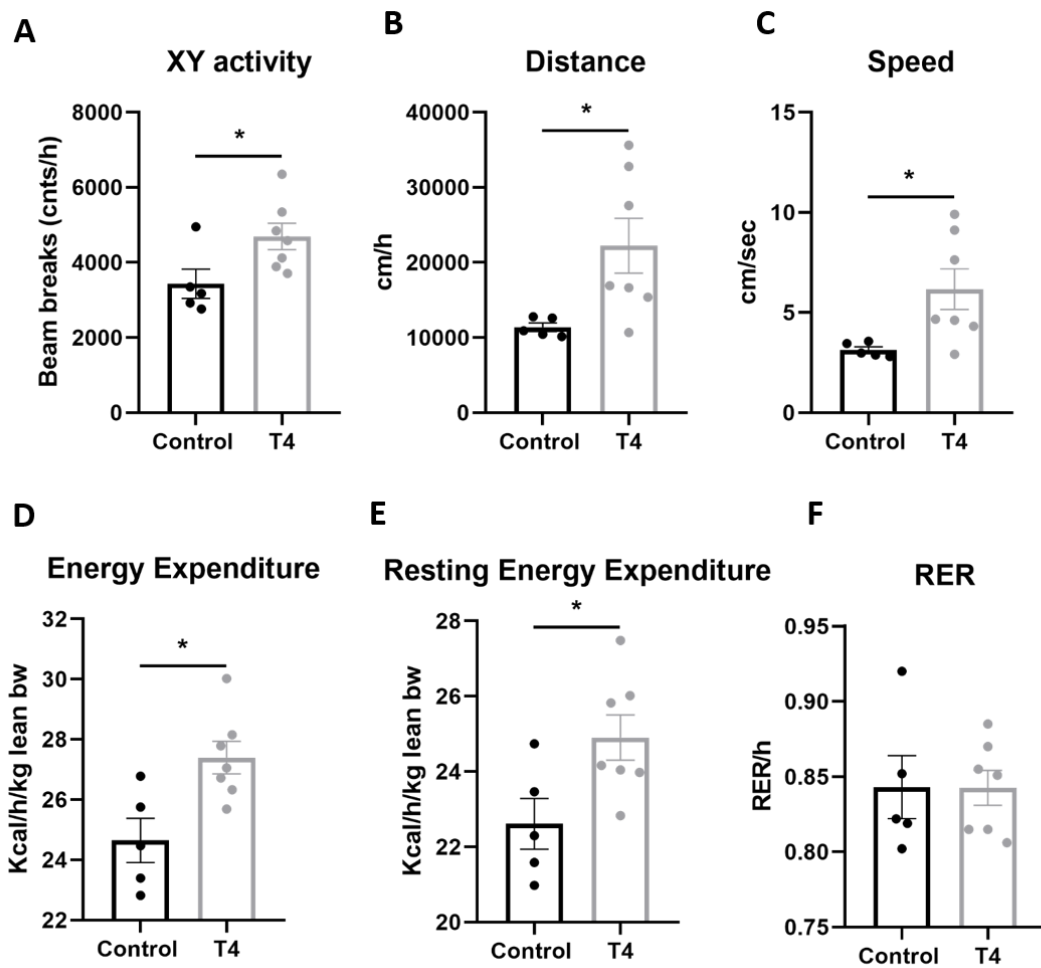 A
XY activity
Beam breaks (cnts/h)
8000
6000
4000
2000
0
*
Control T4
B
Distance
cm/h
40000
30000
20000
10000
0
*
Control T4
C
Speed
cm/sec
15
10
5
0
*
Control T4
D
Energy Expenditure
Kcal/h/kg lean bw
32
30
28
26
24
22
*
Control T4
E
Resting Energy Expenditure
Kcal/h/kg lean bw
28
26
24
22
20
*
Control T4
F
RER
RER/h
0.95
0.90
0.85
0.80
0.75
Control T4